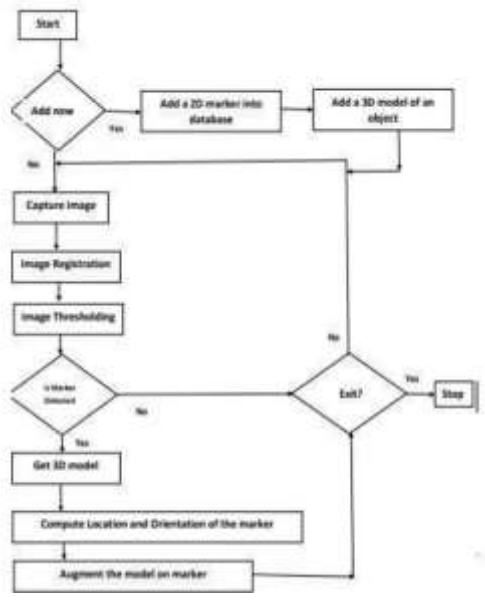 Start
Add new
Yes
Add a 2D marker into
database
Add a 3D model of an
object
No
Capture image
Image Registration
Image Thresholding
Is Marker
Detected
No
Yes
No
Exit?
Yes
Stop
Get 3D model
Compute Location and Orientation of the marker
Augment the model on marker